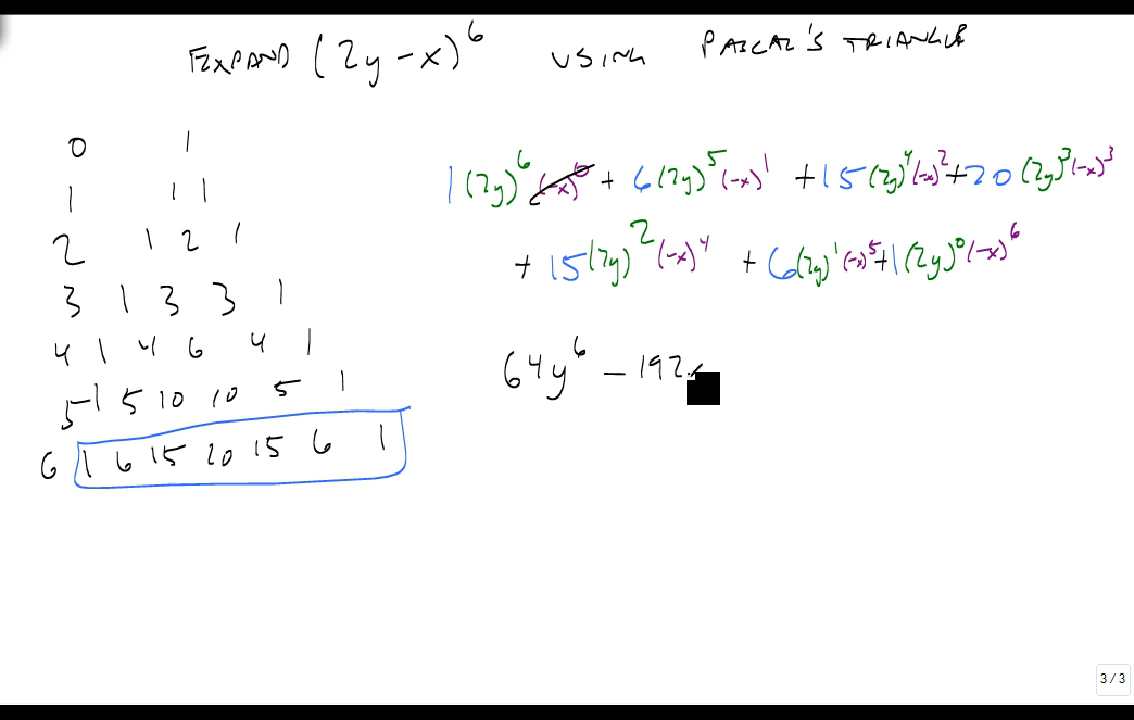 EXPAND (2y-x)^6 USING PASCAL'S TRIANGLE
0 1
1 1 1
2 1 2 1
3 1 3 3 1
4 1 4 6 4 1
5 1 5 10 10 5 1
6 1 6 15 20 15 6 1
1(2y)^6(-x)^0 + 6(2y)^5(-x)^1 + 15(2y)^4(-x)^2 + 20(2y)^3(-x)^3
+ 15(2y)^2(-x)^4 + 6(2y)^1(-x)^5 + 1(2y)^0(-x)^6
64y^6 - 192
3/3